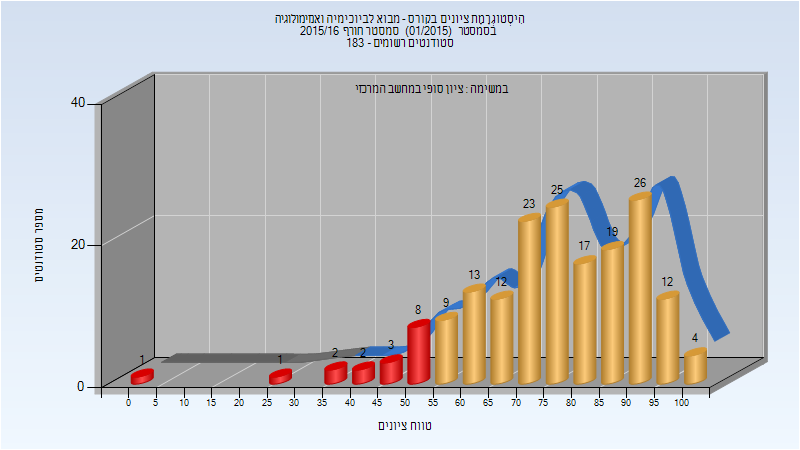 היסטוגרמת ציונים בקורס - מבוא לביוכימיה ואנזימולוגיה
בסמסטר (01/2015) סמסטר חורף 2015/16
סטודנטים רשומים - 183
במשימה : ציון סופי במחשב המרכזי
מספר סטודנטים
40
20
0
1
1
2
2
3
8
9
13
12
23
25
17
19
26
12
4
0 5 10 15 20 25 30 35 40 45 50 55 60 65 70 75 80 85 90 95 100
טווח ציונים